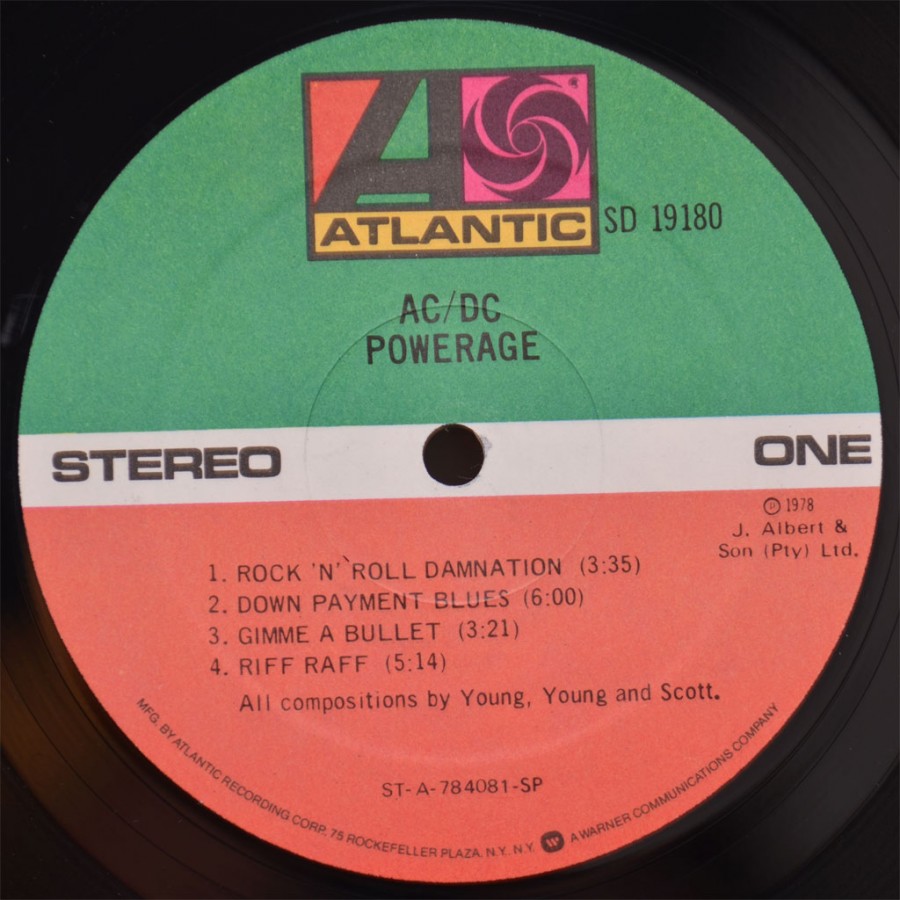 ATLANTIC
SD 19180
AC/DC
POWERAGE
STEREO
ONE
Ⓟ 1978
J. Albert &
Son (Pty) Ltd.
1. ROCK 'N' ROLL DAMNATION (3:35)
2. DOWN PAYMENT BLUES (6:00)
3. GIMME A BULLET (3:21)
4. RIFF RAFF (5:14)
All compositions by Young, Young and Scott.
ST-A-784081-SP
MFG. BY ATLANTIC RECORDING CORP. 75 ROCKEFELLER PLAZA, N.Y. N.Y. W A WARNER COMMUNICATIONS COMPANY